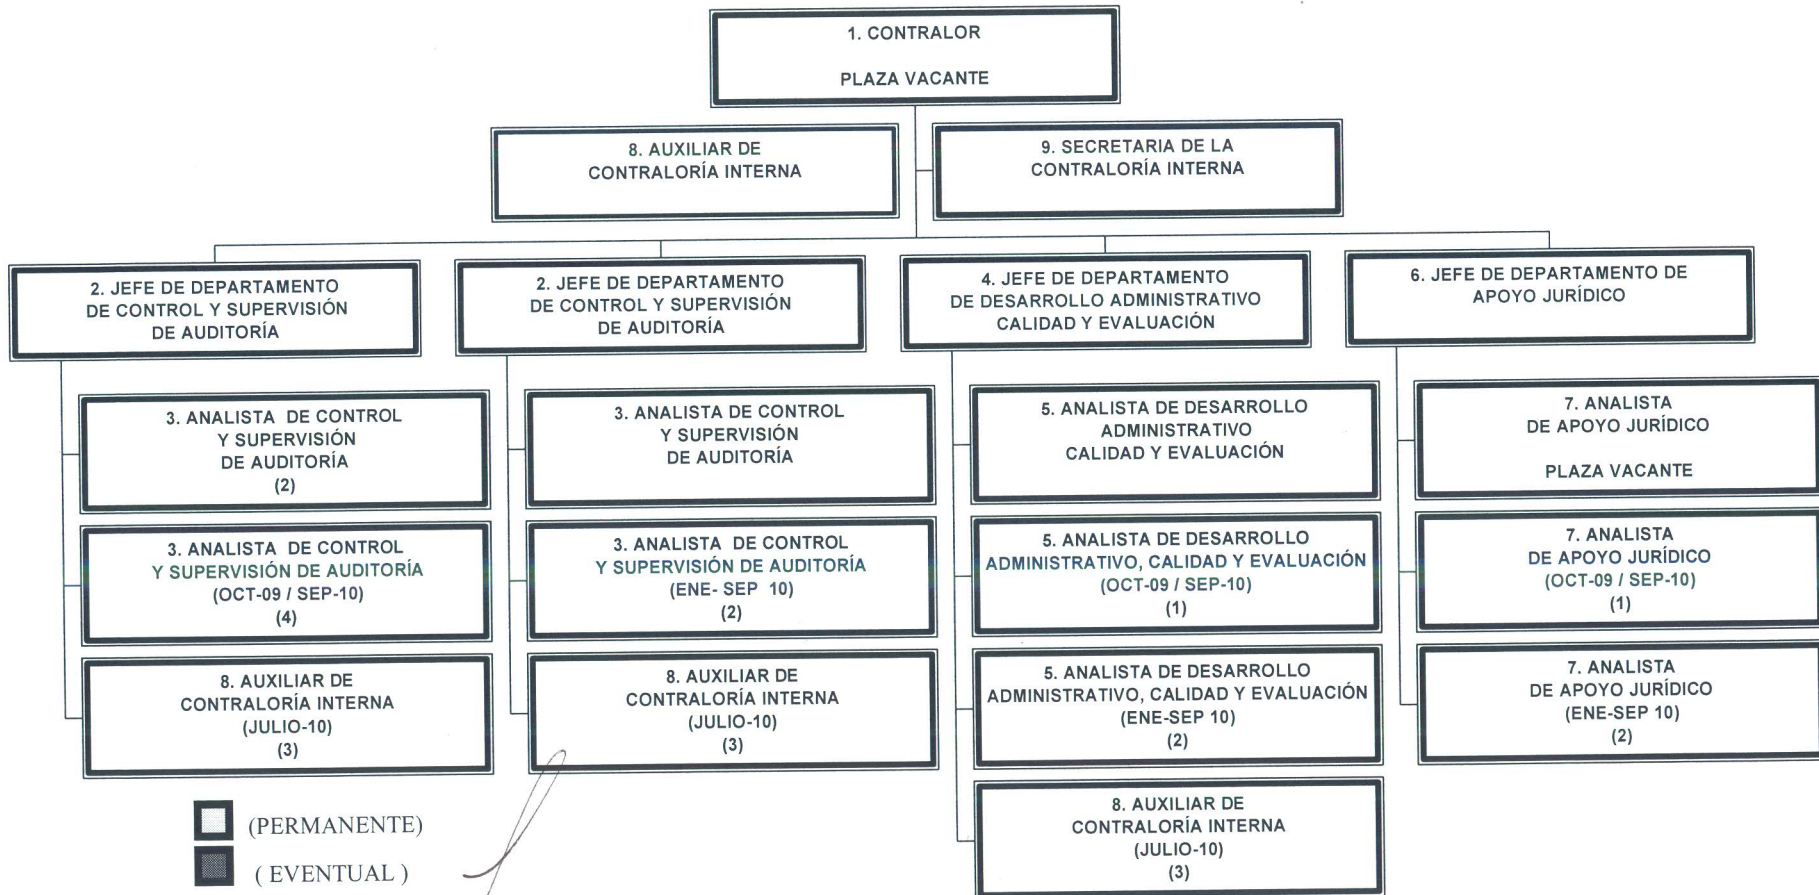 1. CONTRALOR
PLAZA VACANTE
8. AUXILIAR DE
CONTRALORÍA INTERNA
9. SECRETARIA DE LA
CONTRALORÍA INTERNA
2. JEFE DE DEPARTAMENTO
DE CONTROL Y SUPERVISIÓN
DE AUDITORÍA
2. JEFE DE DEPARTAMENTO
DE CONTROL Y SUPERVISIÓN
DE AUDITORÍA
4. JEFE DE DEPARTAMENTO
DE DESARROLLO ADMINISTRATIVO
CALIDAD Y EVALUACIÓN
6. JEFE DE DEPARTAMENTO DE
APOYO JURÍDICO
3. ANALISTA DE CONTROL
Y SUPERVISIÓN
DE AUDITORÍA
(2)
3. ANALISTA DE CONTROL
Y SUPERVISIÓN
DE AUDITORÍA
5. ANALISTA DE DESARROLLO
ADMINISTRATIVO
CALIDAD Y EVALUACIÓN
7. ANALISTA
DE APOYO JURÍDICO
PLAZA VACANTE
3. ANALISTA DE CONTROL
Y SUPERVISIÓN DE AUDITORÍA
(OCT-09 / SEP-10)
(4)
3. ANALISTA DE CONTROL
Y SUPERVISIÓN DE AUDITORÍA
(ENE- SEP 10)
(2)
5. ANALISTA DE DESARROLLO
ADMINISTRATIVO, CALIDAD Y EVALUACIÓN
(OCT-09 / SEP-10)
(1)
7. ANALISTA
DE APOYO JURÍDICO
(OCT-09 / SEP-10)
(1)
8. AUXILIAR DE
CONTRALORÍA INTERNA
(JULIO-10)
(3)
8. AUXILIAR DE
CONTRALORÍA INTERNA
(JULIO-10)
(3)
5. ANALISTA DE DESARROLLO
ADMINISTRATIVO, CALIDAD Y EVALUACIÓN
(ENE-SEP 10)
(2)
7. ANALISTA
DE APOYO JURÍDICO
(ENE-SEP 10)
(2)
8. AUXILIAR DE
CONTRALORÍA INTERNA
(JULIO-10)
(3)
(PERMANENTE)
( EVENTUAL )